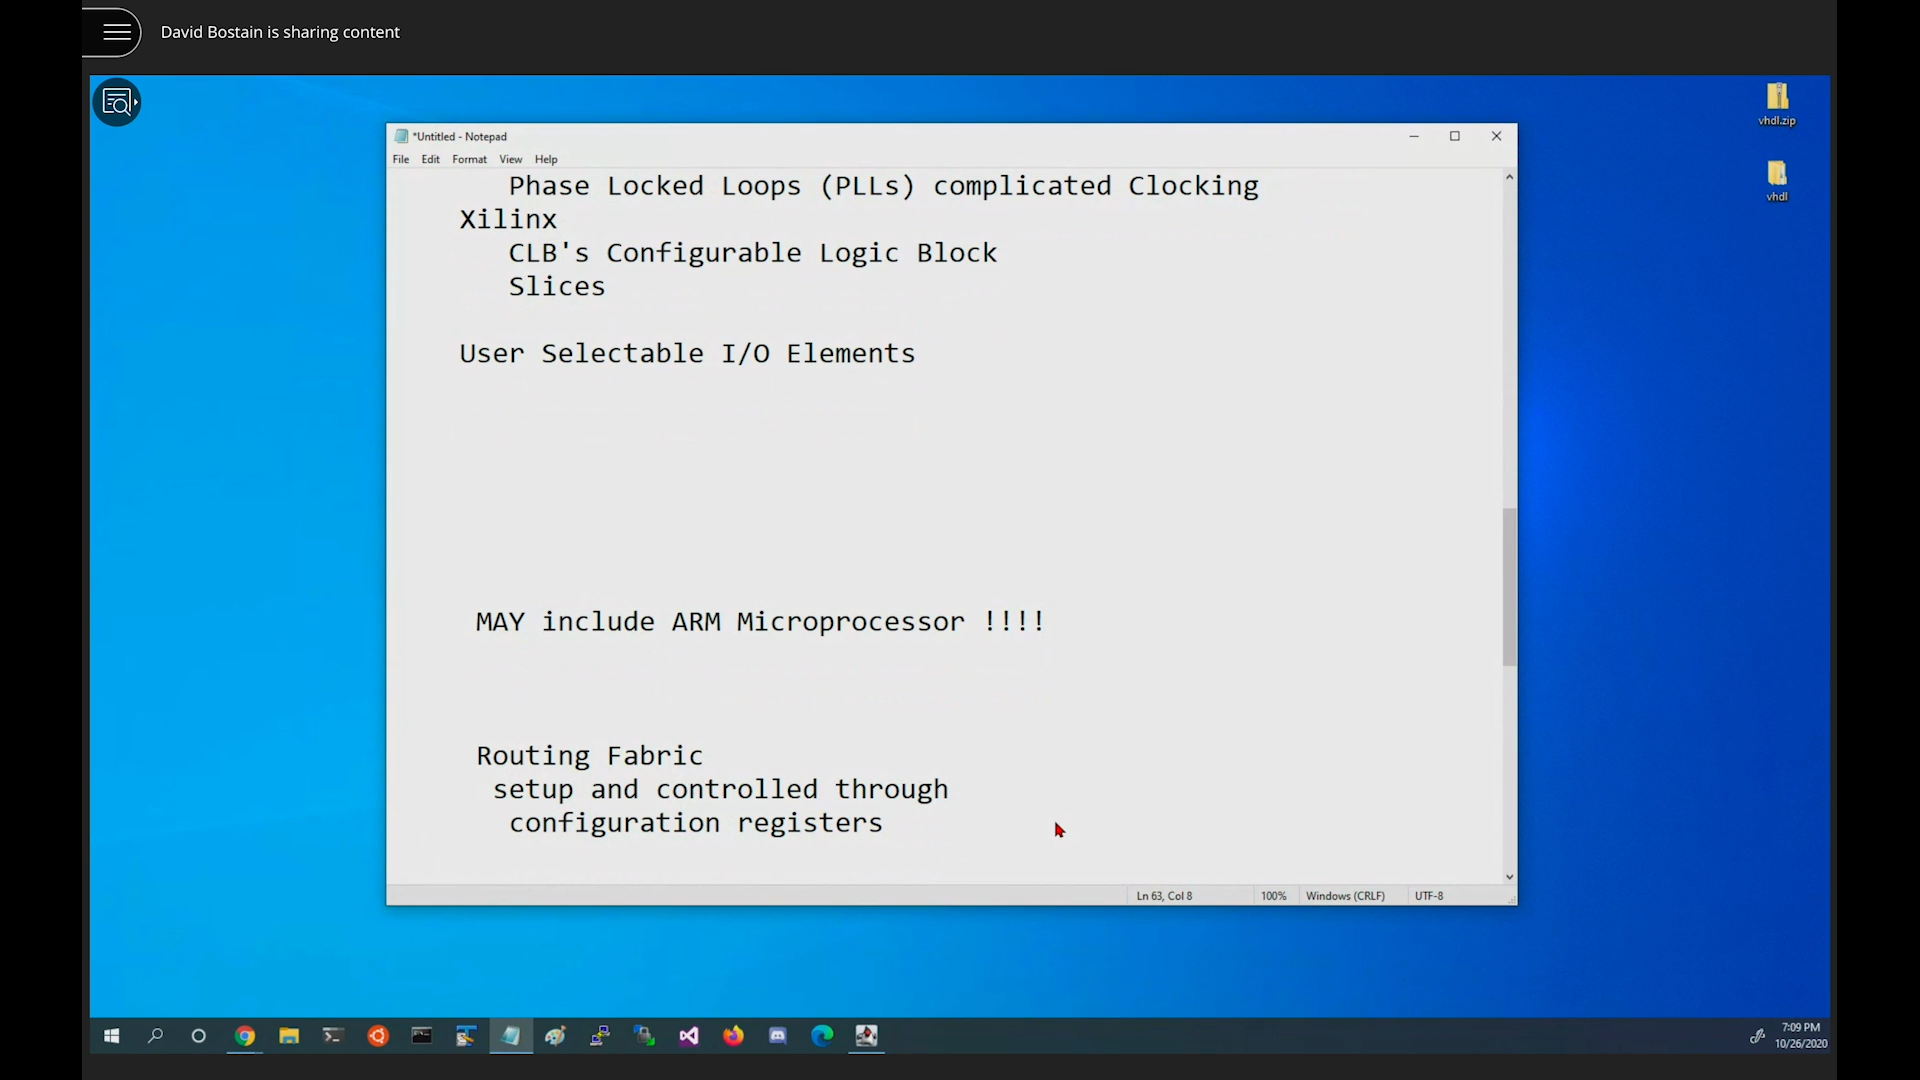 David Bostain is sharing content
vhdl.zip
vhdl
*Untitled - Notepad
File Edit Format View Help
Phase Locked Loops (PLLs) complicated Clocking
Xilinx
CLB's Configurable Logic Block
Slices
User Selectable I/O Elements
MAY include ARM Microprocessor !!!!
Routing Fabric
setup and controlled through
configuration registers
Ln 63, Col 8 100% Windows (CRLF) UTF-8
7:09 PM
10/26/2020